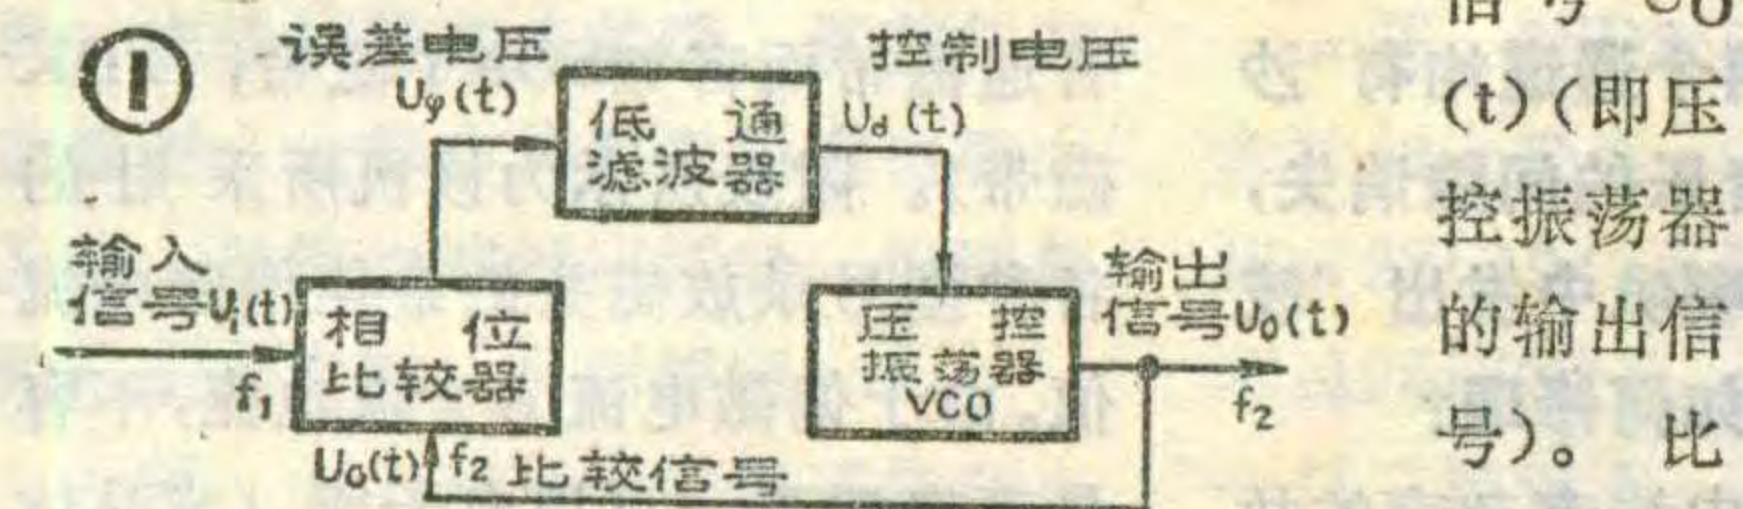 ①
误差电压
Uφ(t)
控制电压
Ud(t)
低 通
滤波器
输入
信号Ui(t)
f1
相 位
比较器
压 控
振荡器
VCO
输出
信号U0(t)
f2
U0(t) f2 比较信号
信号 U0
(t)(即压
控振荡器
的输出信
号)。 比